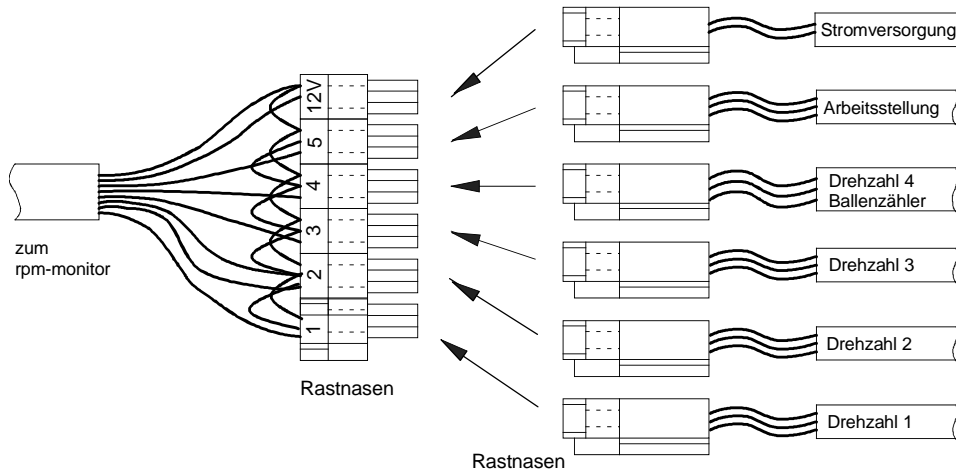 Stromversorgung
12V
Arbeitsstellung
5
Drehzahl 4
Ballenzähler
4
zum
rpm-monitor
3
Drehzahl 3
2
Drehzahl 2
1
Drehzahl 1
Rastnasen
Rastnasen